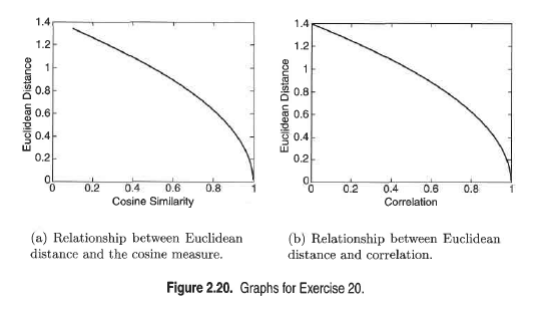 1.4
1.2
1
0.8
0.6
0.4
0.2
0
0 0.2 0.4 0.6 0.8 1
Euclidean Distance
Cosine Similarity
(a) Relationship between Euclidean
distance and the cosine measure.
1.4
1.2
1
0.8
0.6
0.4
0.2
0
0 0.2 0.4 0.6 0.8 1
Euclidean Distance
Correlation
(b) Relationship between Euclidean
distance and correlation.
Figure 2.20. Graphs for Exercise 20.